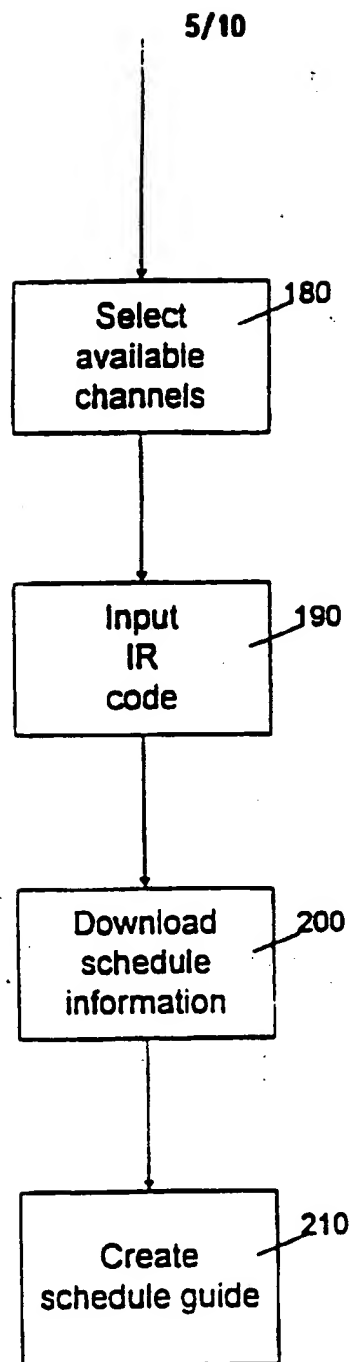 5/10
180
Select
available
channels
190
Input
IR
code
200
Download
schedule
information
210
Create
schedule guide